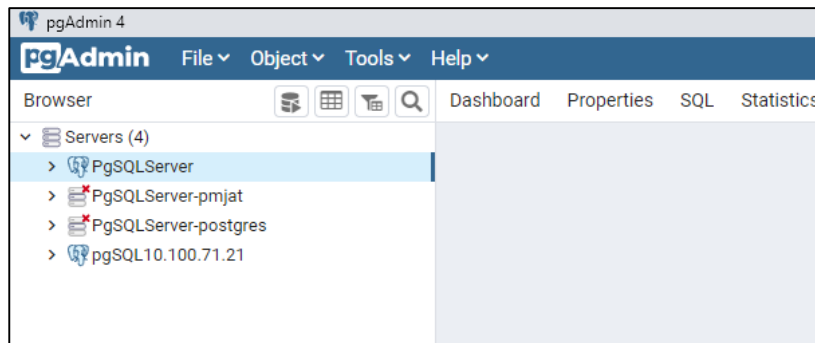 pgAdmin 4
pgAdmin File Object Tools Help
Browser Dashboard Properties SQL Statistics
Servers (4)
PgSQLServer
PgSQLServer-pmjat
PgSQLServer-postgres
pgSQL10.100.71.21